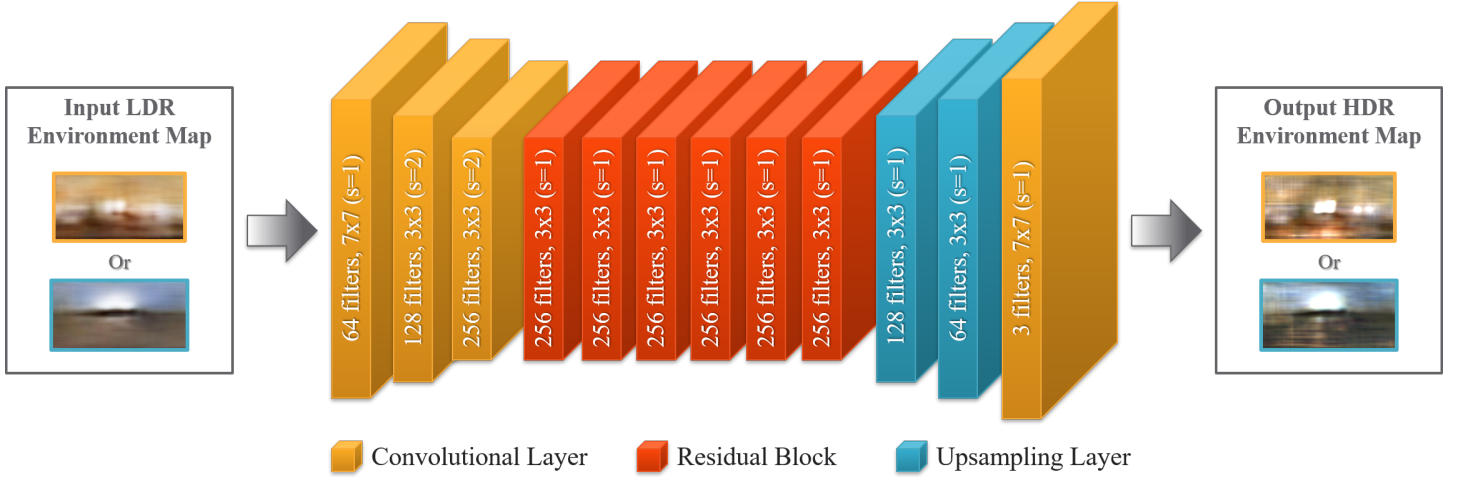 Input LDR
Environment Map
Or
64 filters, 7x7 (s=1)
128 filters, 3x3 (s=2)
256 filters, 3x3 (s=2)
256 filters, 3x3 (s=1)
256 filters, 3x3 (s=1)
256 filters, 3x3 (s=1)
256 filters, 3x3 (s=1)
256 filters, 3x3 (s=1)
256 filters, 3x3 (s=1)
128 filters, 3x3 (s=1)
64 filters, 3x3 (s=1)
3 filters, 7x7 (s=1)
Output HDR
Environment Map
Or
Convolutional Layer
Residual Block
Upsampling Layer